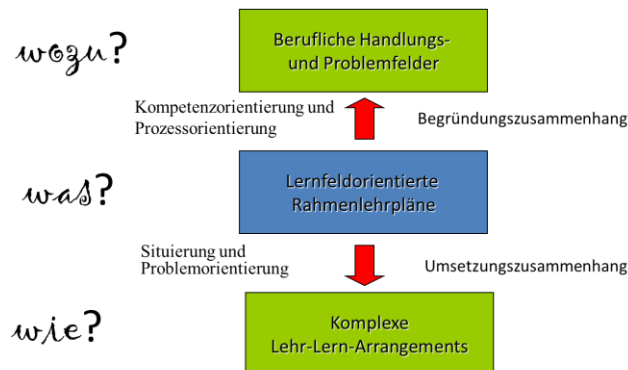 wozu?
Berufliche Handlungs-
und Problemfelder
Kompetenzorientierung und
Prozessorientierung
Begründungszusammenhang
was?
Lernfeldorientierte
Rahmenlehrpläne
Situierung und
Problemorientierung
Umsetzungszusammenhang
wie?
Komplexe
Lehr-Lern-Arrangements